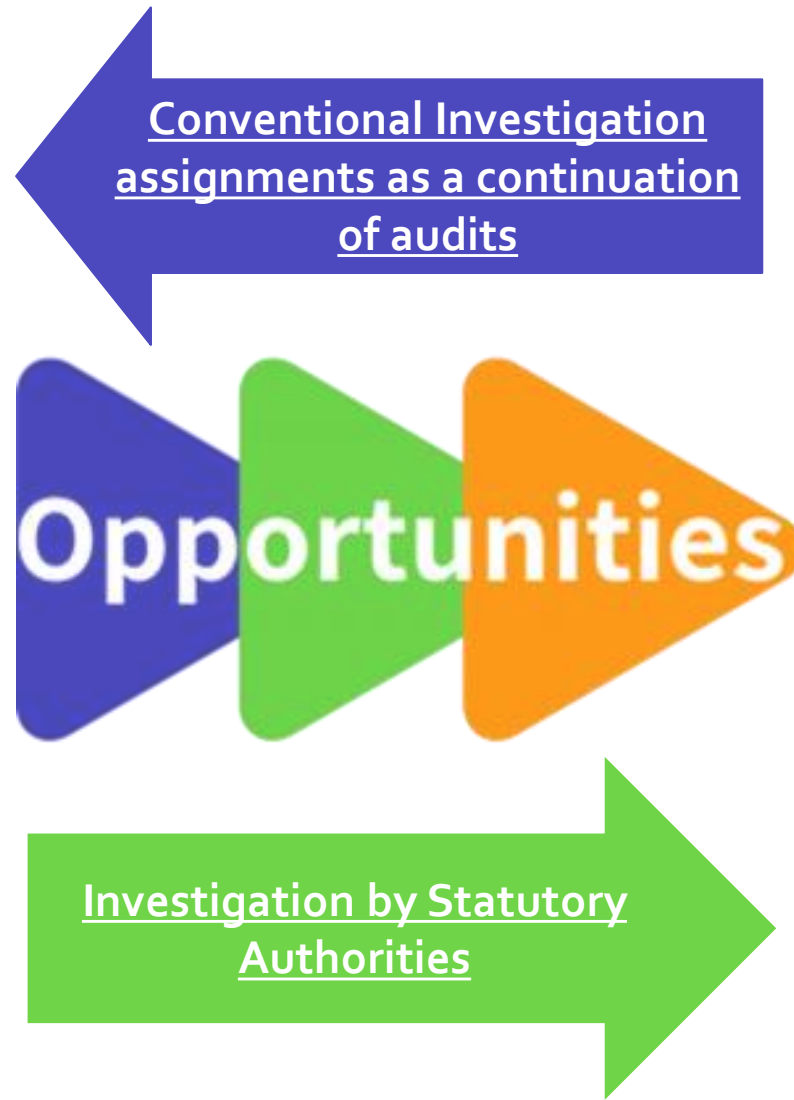 Conventional Investigation
assignments as a continuation
of audits
Opportunities
Investigation by Statutory
Authorities